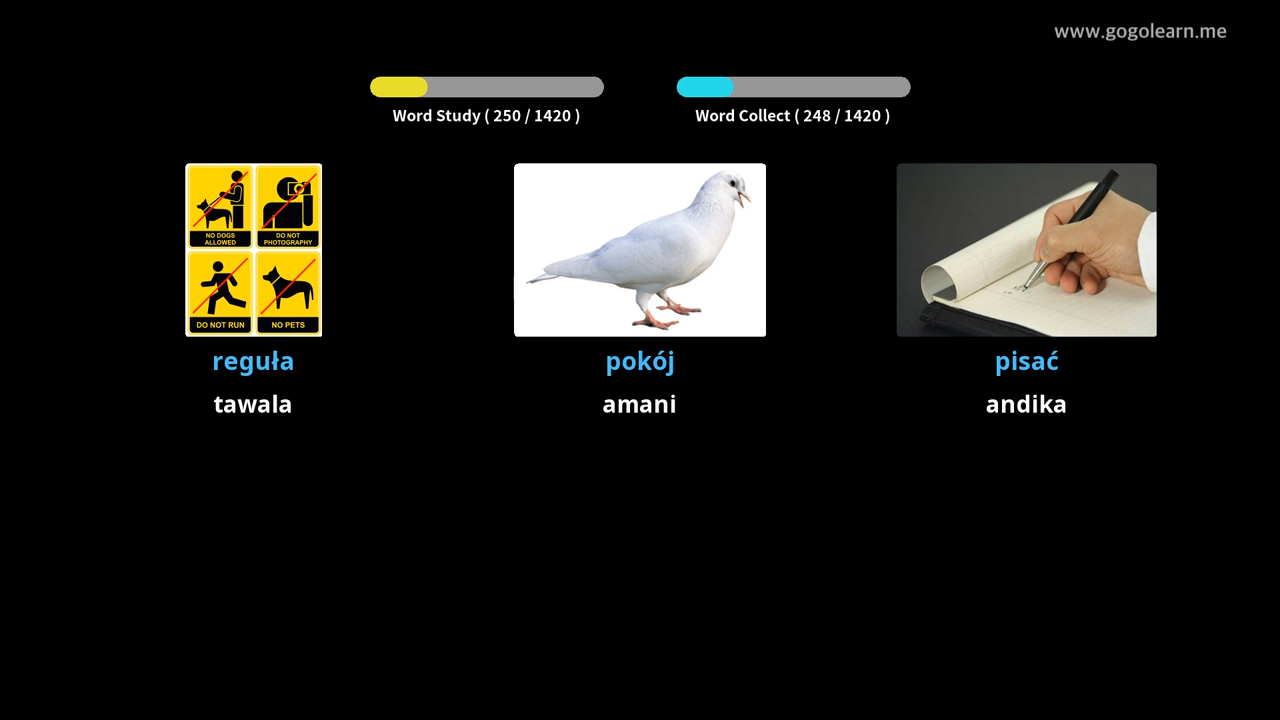 www.gogolearn.me
Word Study ( 250 / 1420 )
Word Collect ( 248 / 1420 )
NO DOGS
ALLOWED
DO NOT
PHOTOGRAPHY
DO NOT RUN
NO PETS
reguła
pokój
pisać
tawala
amani
andika